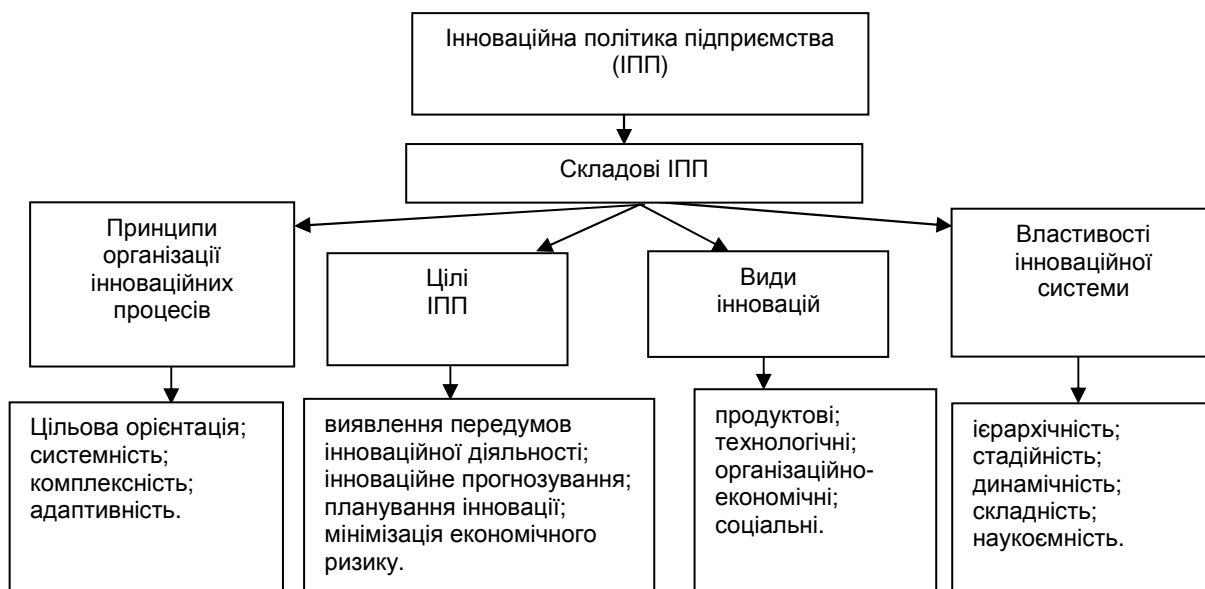 Інноваційна політика підприємства
(ІПП)
Складові ІПП
Принципи
організації
інноваційних
процесів
Цілі
ІПП
Види
інновацій
Властивості
інноваційної
системи
Цільова орієнтація;
системність;
комплексність;
адаптивність.
виявлення передумов
інноваційної діяльності;
інноваційне прогнозування;
планування інновації;
мінімізація економічного
ризику.
продуктові;
технологічні;
організаційно-
економічні;
соціальні.
ієрархічність;
стадійність;
динамічність;
складність;
наукоємність.